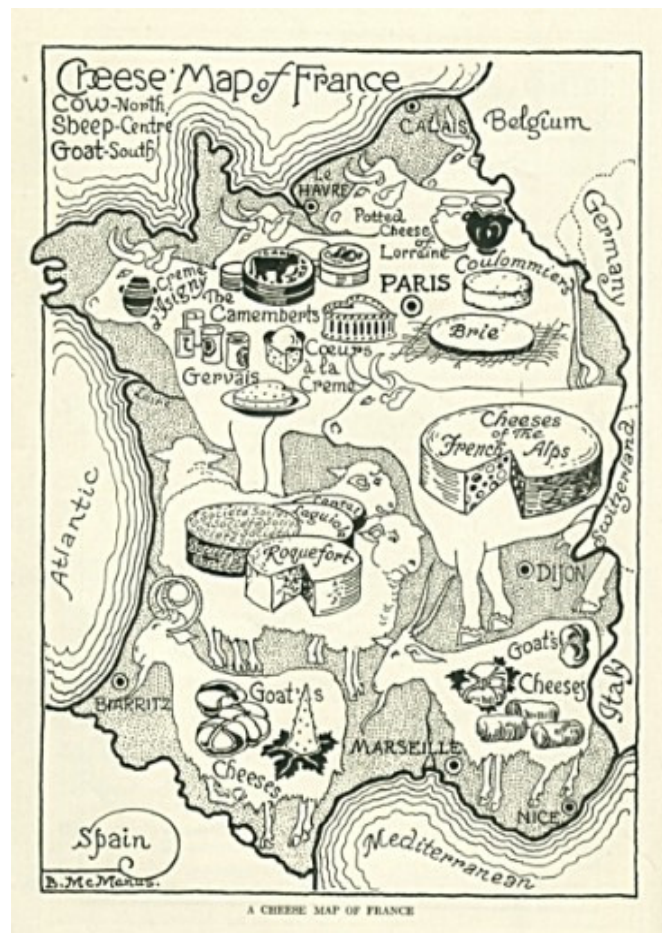 Cheese·Map of France
Cow-North
Sheep-Centre
Goat-South
CALAIS
Belgium
Le
HAVRE
Germany
Potted
Cheese
of
Lorraine
Creme
d'Isigny
The
Camemberts
PARIS
Coulommiers
Brie
Gervais
Cœurs
à la
Creme
Loire
Cheeses
of The
French Alps
Switzerland
Atlantic
Cantal
Laguiole
Société
Roquefort
DIJON
Goat's
Cheeses
Italy
BIARRITZ
Goat's
Cheeses
MARSEILLE
NICE
Spain
Mediterranean
B. McManus.
A CHEESE MAP OF FRANCE